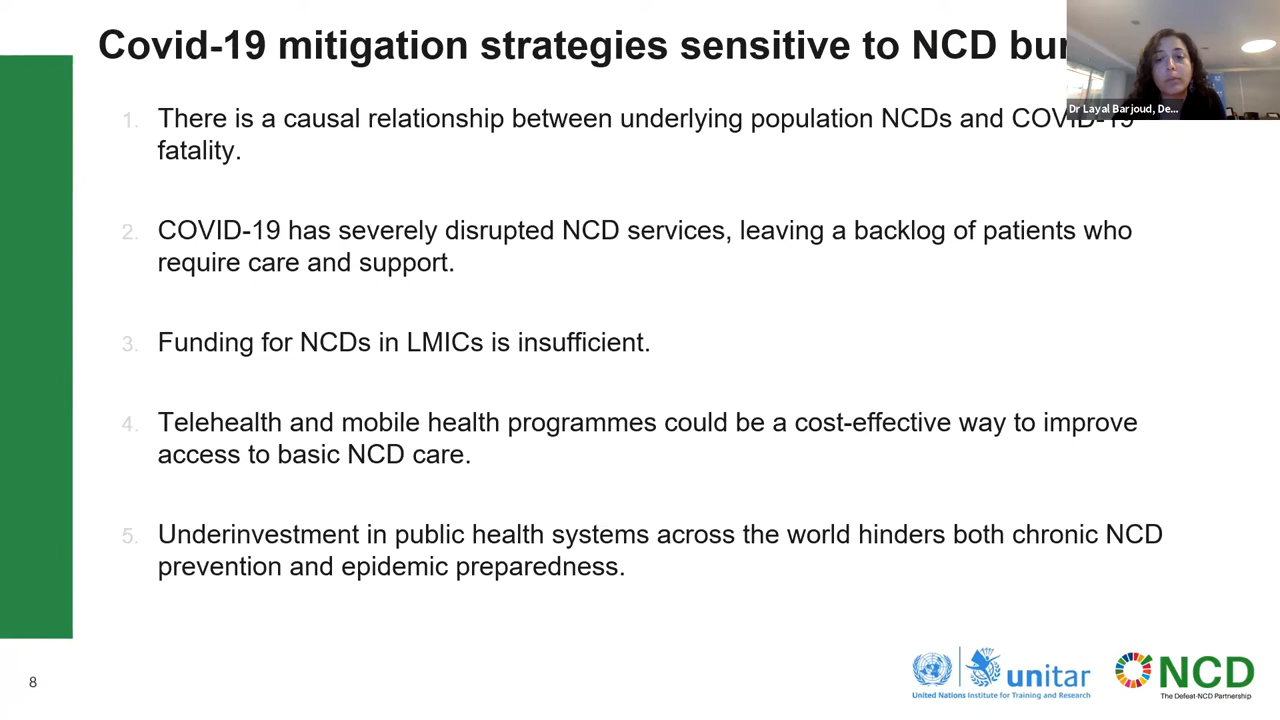 Covid-19 mitigation strategies sensitive to NCD
Dr Layal Barjoud, De...
1. There is a causal relationship between underlying population NCDs and COVID-19
fatality.
2. COVID-19 has severely disrupted NCD services, leaving a backlog of patients who
require care and support.
3. Funding for NCDs in LMICs is insufficient.
4. Telehealth and mobile health programmes could be a cost-effective way to improve
access to basic NCD care.
5. Underinvestment in public health systems across the world hinders both chronic NCD
prevention and epidemic preparedness.
8
unitar
United Nations Institute for Training and Research
NCD
The Defeat-NCD Partnership